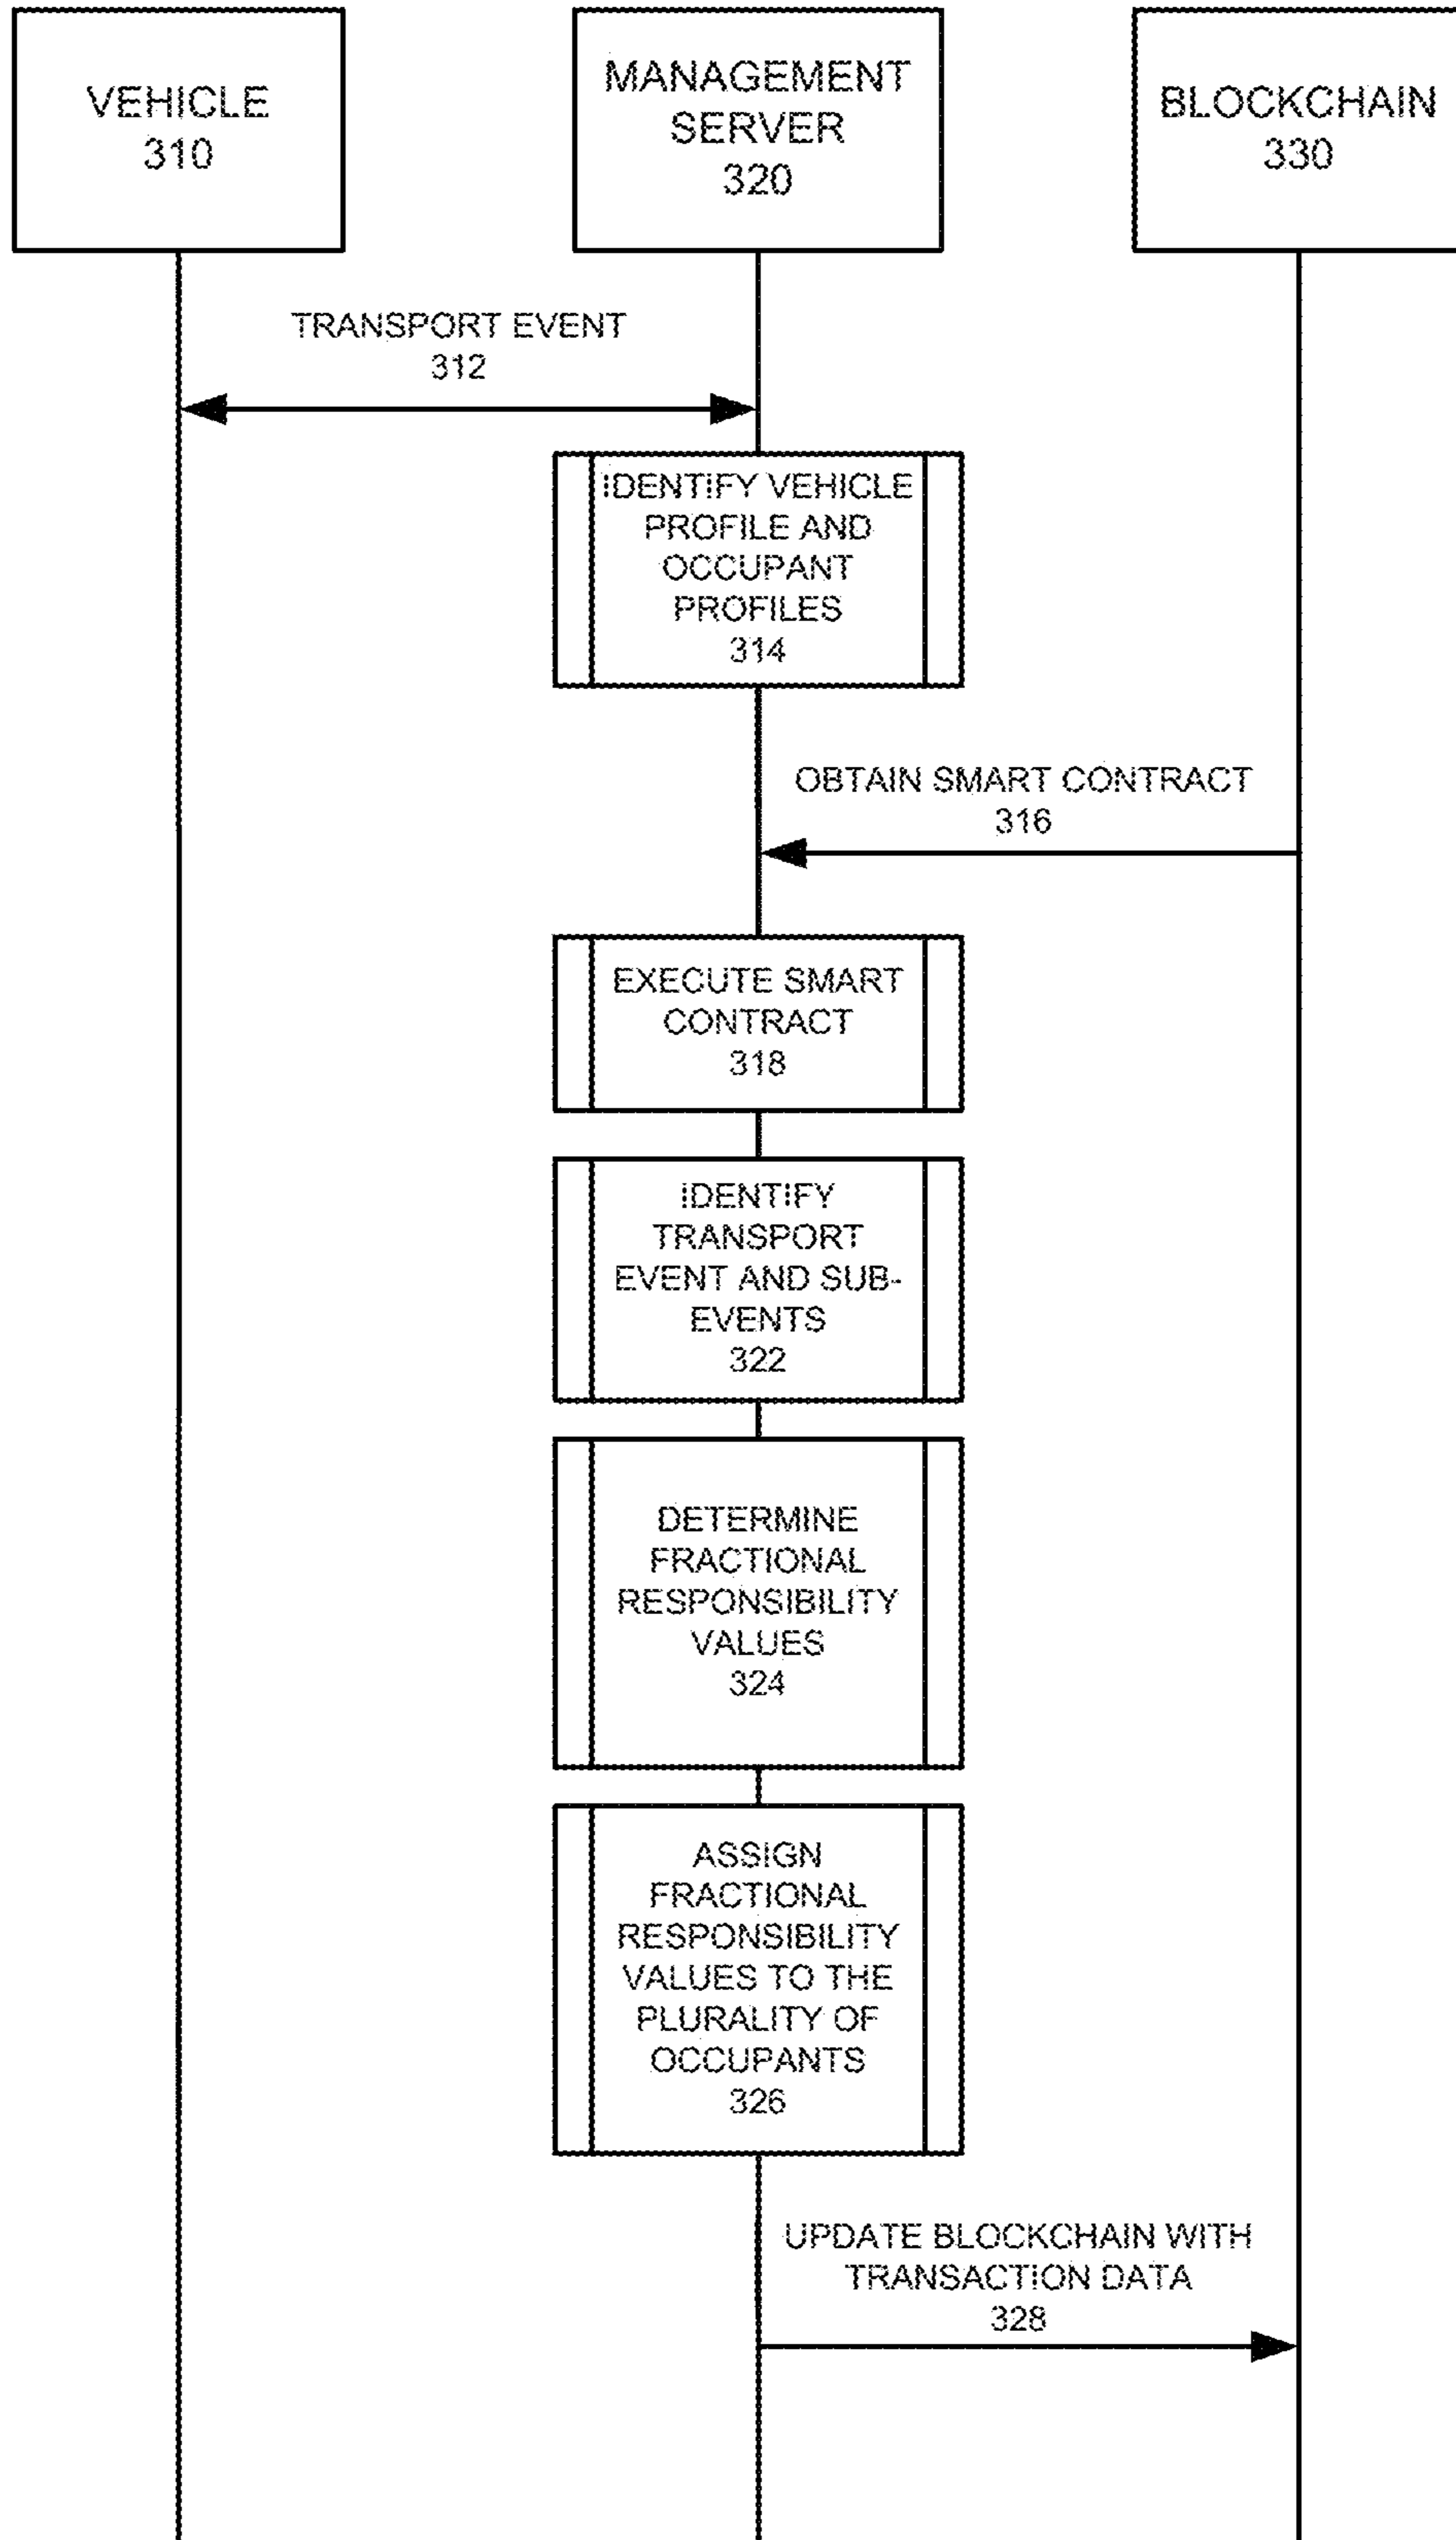 VEHICLE
310
MANAGEMENT
SERVER
320
BLOCKCHAIN
330
TRANSPORT EVENT
312
IDENTIFY VEHICLE
PROFILE AND
OCCUPANT
PROFILES
314
OBTAIN SMART CONTRACT
316
EXECUTE SMART
CONTRACT
318
IDENTIFY
TRANSPORT
EVENT AND SUB-
EVENTS
322
DETERMINE
FRACTIONAL
RESPONSIBILITY
VALUES
324
ASSIGN
FRACTIONAL
RESPONSIBILITY
VALUES TO THE
PLURALITY OF
OCCUPANTS
326
UPDATE BLOCKCHAIN WITH
TRANSACTION DATA
328